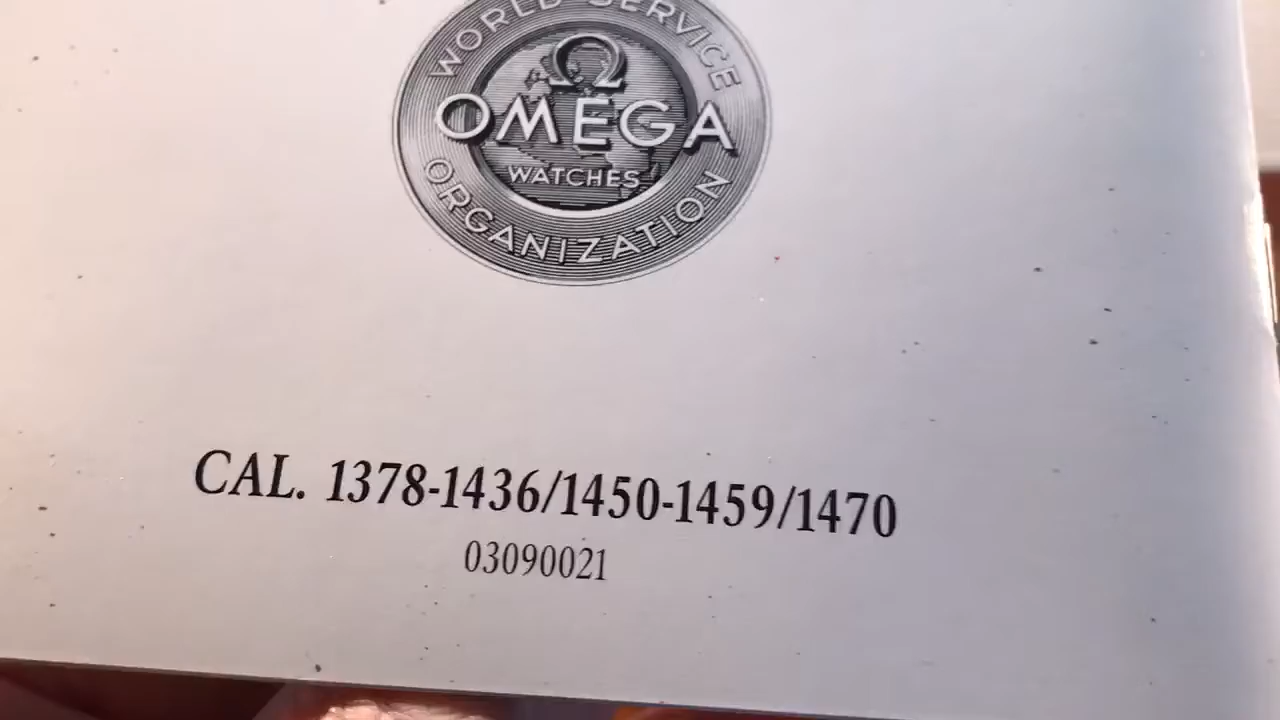 WORLD SERVICE
Ω
OMEGA
WATCHES
ORGANIZATION
CAL. 1378-1436/1450-1459/1470
03090021